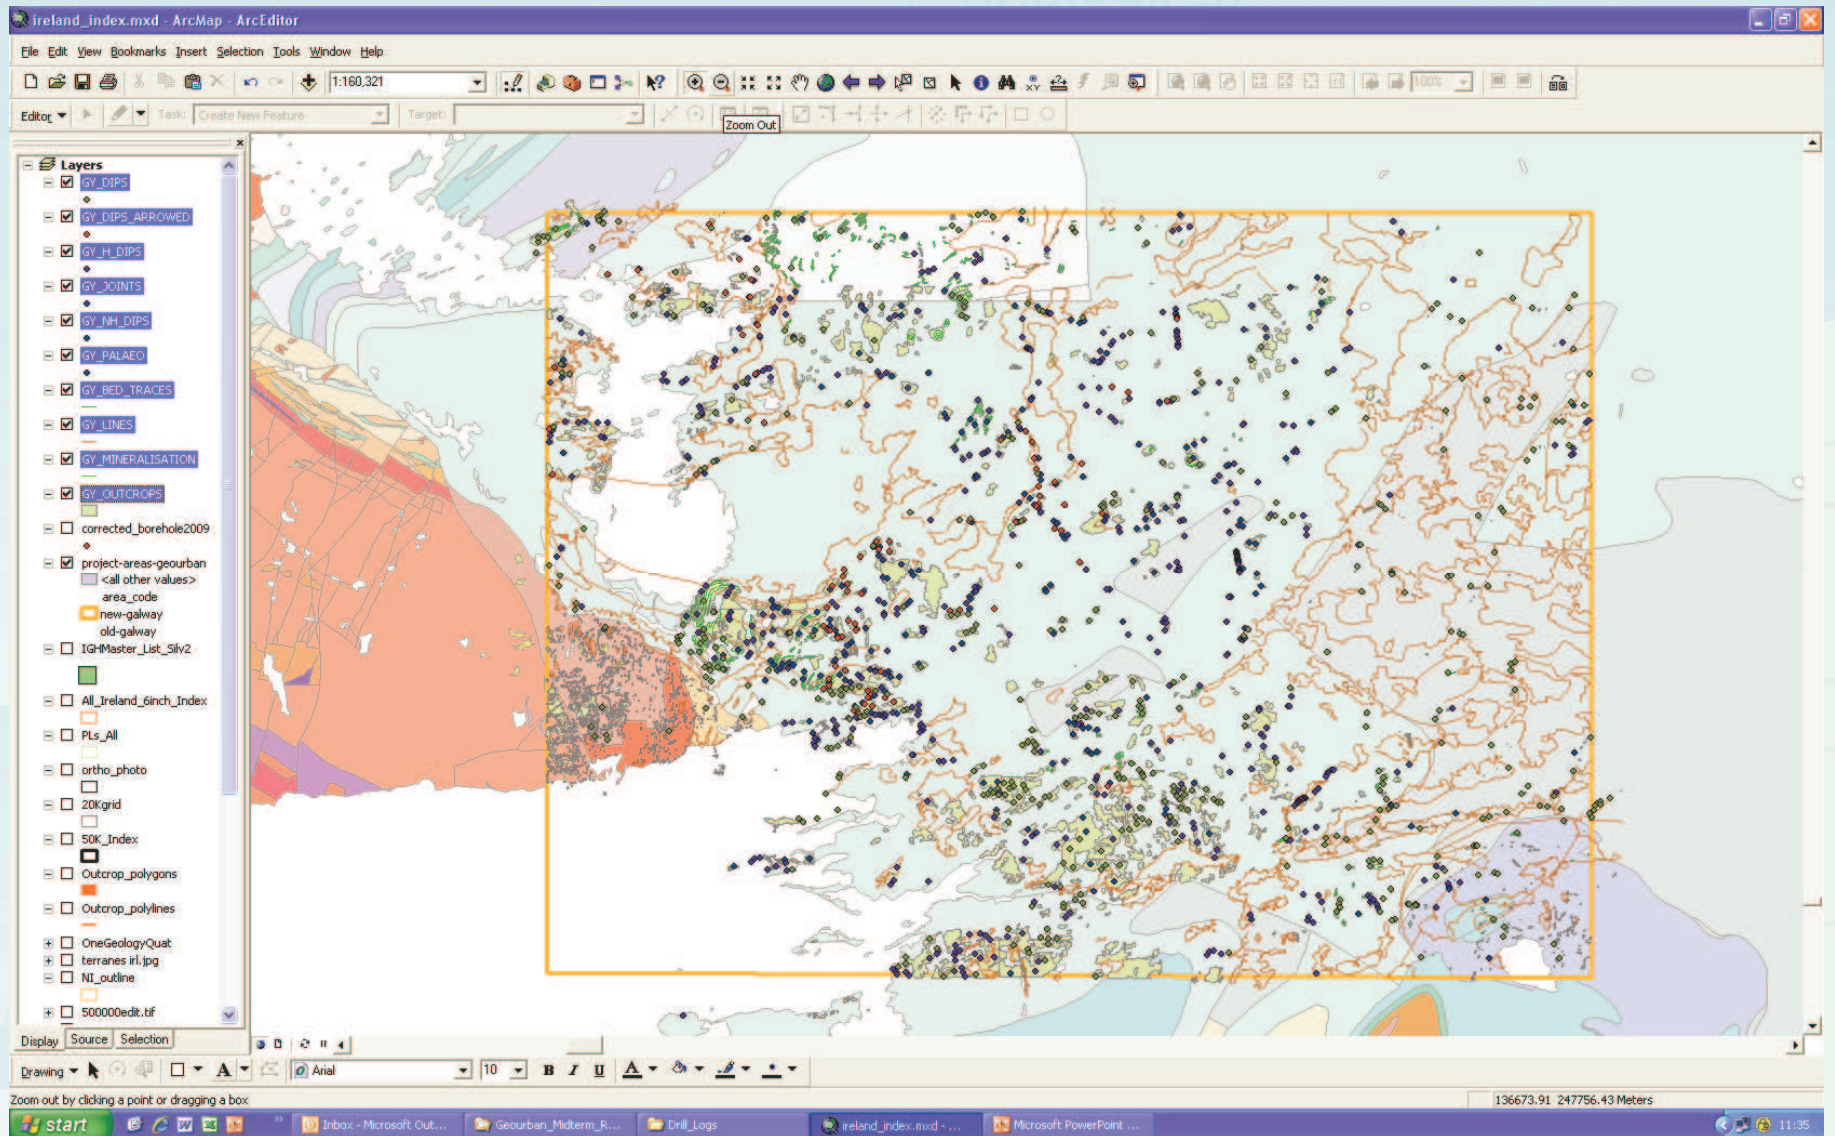 ireland_index.mxd - ArcMap - ArcEditor
File Edit View Bookmarks Insert Selection Tools Window Help
1:160,321
100%
Editor Task: Create New Feature Target:
Zoom Out
Layers
GY_DIPS
GY_DIPS_ARROWED
GY_H_DIPS
GY_JOINTS
GY_NH_DIPS
GY_PALAEO
GY_BED_TRACES
GY_LINES
GY_MINERALISATION
GY_OUTCROPS
corrected_borehole2009
project-areas-geourban
<all other values>
area_code
new-galway
old-galway
IGHMaster_List_Silv2
All_Ireland_6inch_Index
PLs_All
ortho_photo
20Kgrid
50K_Index
Outcrop_polygons
Outcrop_polylines
OneGeologyQuat
terranes irl.jpg
NI_outline
500000edit.tif
Display Source Selection
Drawing A Arial 10 B I U A
Zoom out by clicking a point or dragging a box
136673.91 247756.43 Meters
start Inbox - Microsoft Out... Geourban_Midterm_R... Drill_Logs ireland_index.mxd - ... Microsoft PowerPoint ... 11:35